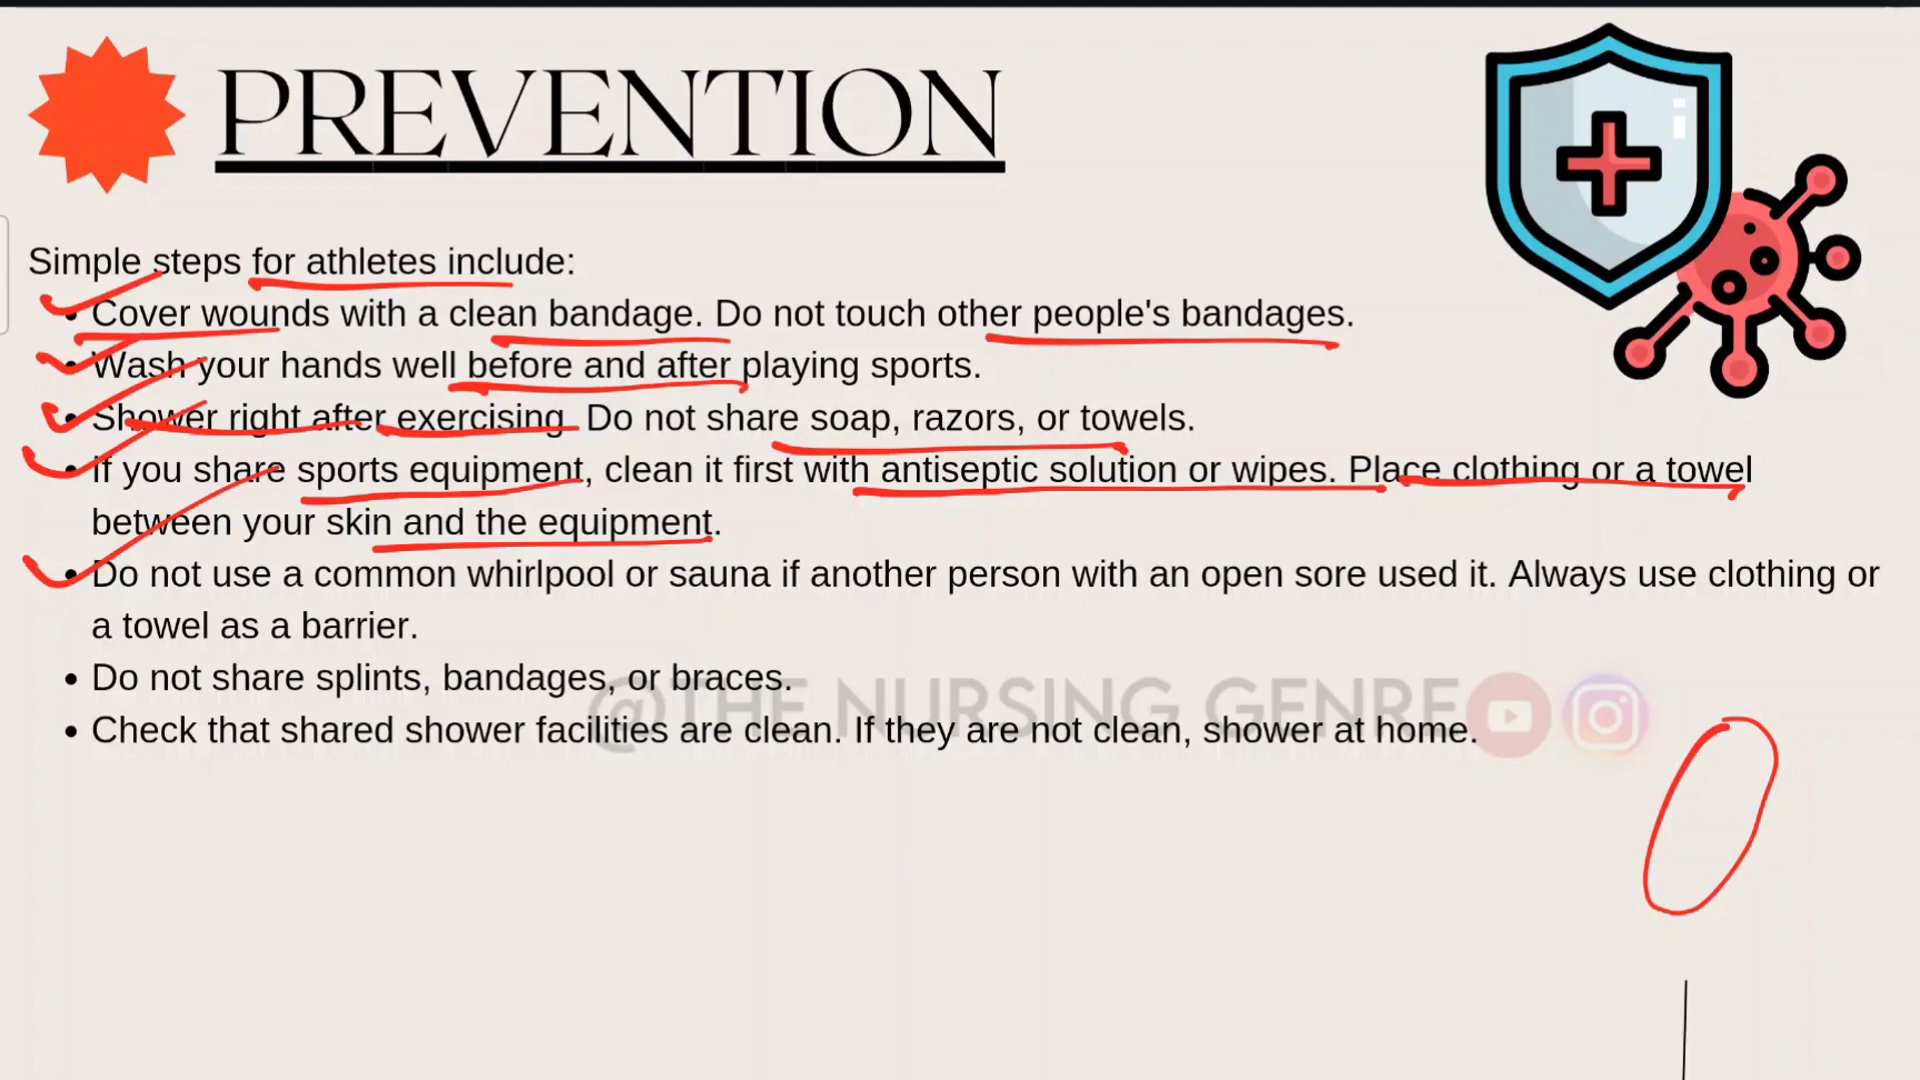 PREVENTION
Simple steps for athletes include:
• Cover wounds with a clean bandage. Do not touch other people's bandages.
• Wash your hands well before and after playing sports.
• Shower right after exercising. Do not share soap, razors, or towels.
• If you share sports equipment, clean it first with antiseptic solution or wipes. Place clothing or a towel
between your skin and the equipment.
• Do not use a common whirlpool or sauna if another person with an open sore used it. Always use clothing or
a towel as a barrier.
• Do not share splints, bandages, or braces.
@THE NURSING GENRE
• Check that shared shower facilities are clean. If they are not clean, shower at home.